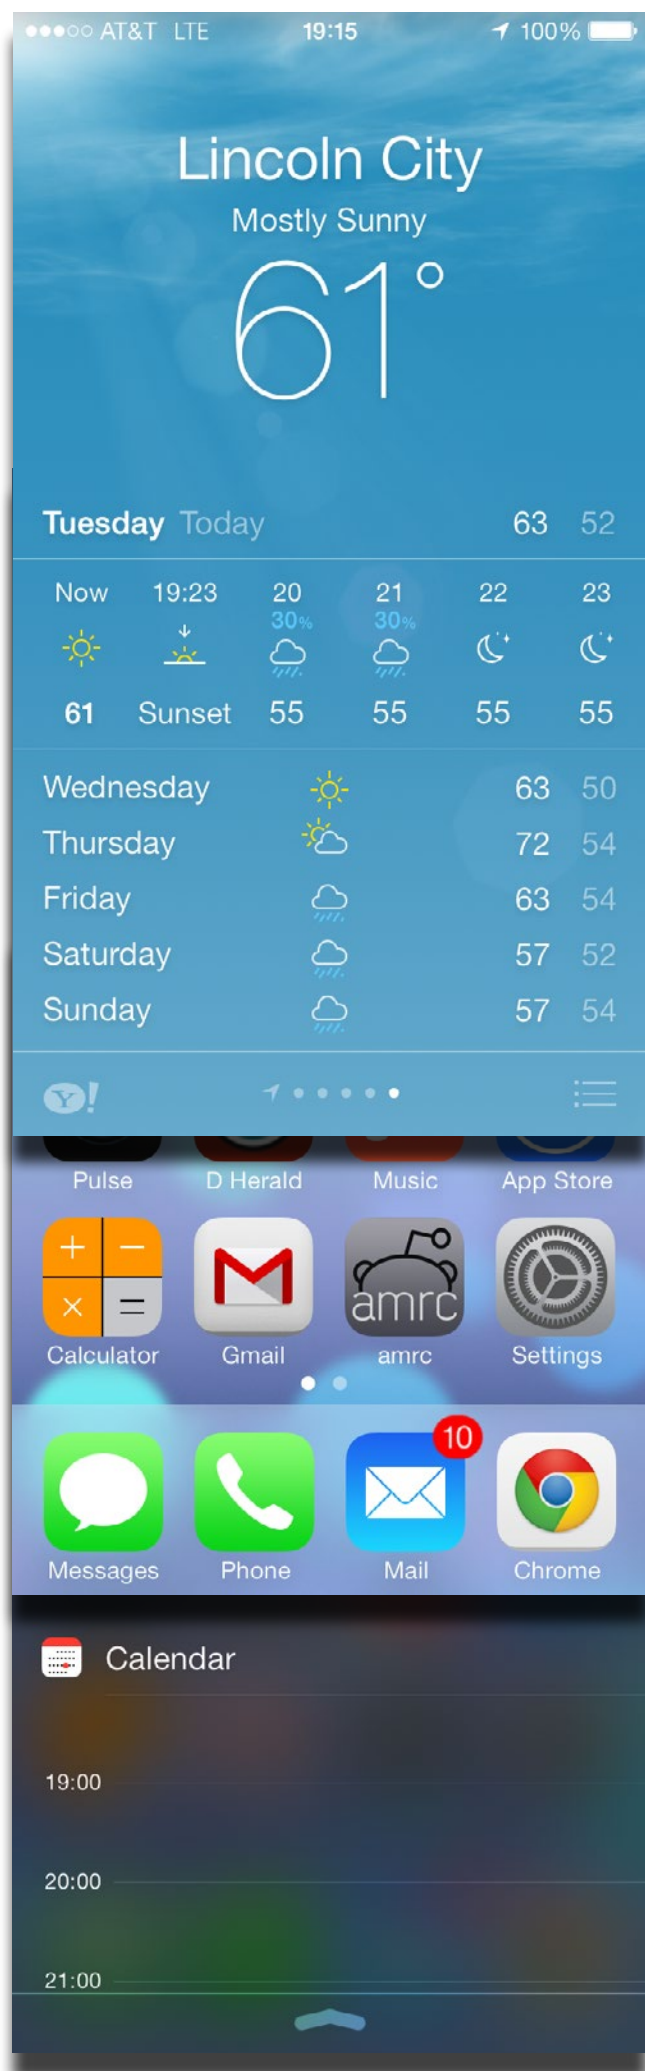 AT&T LTE 19:15 100%
Lincoln City
Mostly Sunny
61°
Tuesday Today 63 52
Now 19:23 20 21 22 23
30% 30%
61 Sunset 55 55 55 55
Wednesday 63 50
Thursday 72 54
Friday 63 54
Saturday 57 52
Sunday 57 54
Y!
Pulse D Herald Music App Store
+ −
× =
amrc
Calculator Gmail amrc Settings
10
Messages Phone Mail Chrome
Calendar
19:00
20:00
21:00